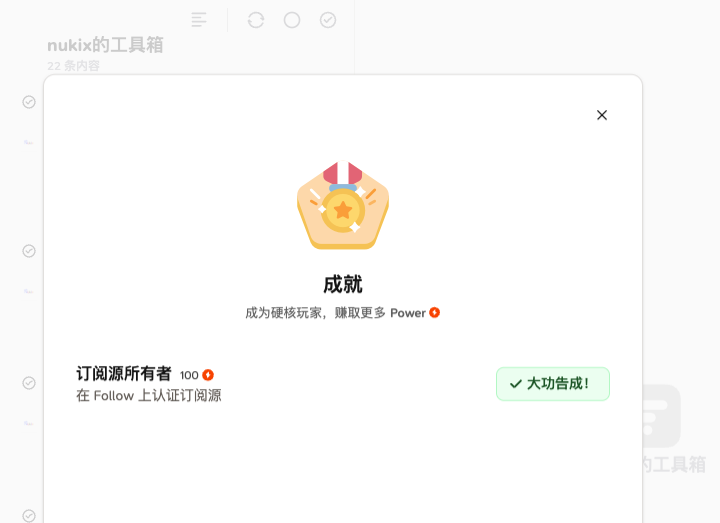 nukix的工具箱
22 条内容
成就
成为硬核玩家，赚取更多 Power
订阅源所有者 100
在 Follow 上认证订阅源
大功告成！
的工具箱